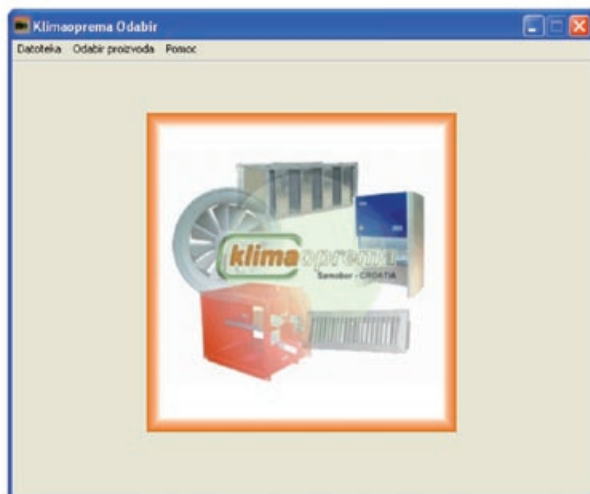 Klimaoprema Odabir
Datoteka Odabir proizvoda Pomoc
klimaoprema
Samobor - CROATIA